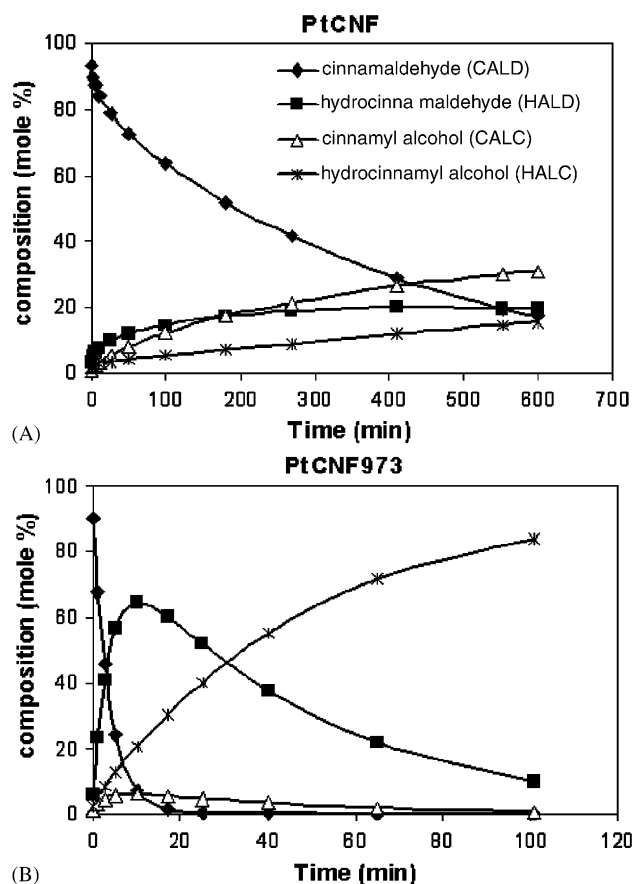 PtCNF
100
80
60
40
20
0
composition (mole %)
cinnamaldehyde (CALD)
hydrocinna maldehyde (HALD)
cinnamyl alcohol (CALC)
hydrocinnamyl alcohol (HALC)
0 100 200 300 400 500 600 700
Time (min)
(A)
PtCNF973
100
80
60
40
20
0
composition (mole %)
0 20 40 60 80 100 120
Time (min)
(B)